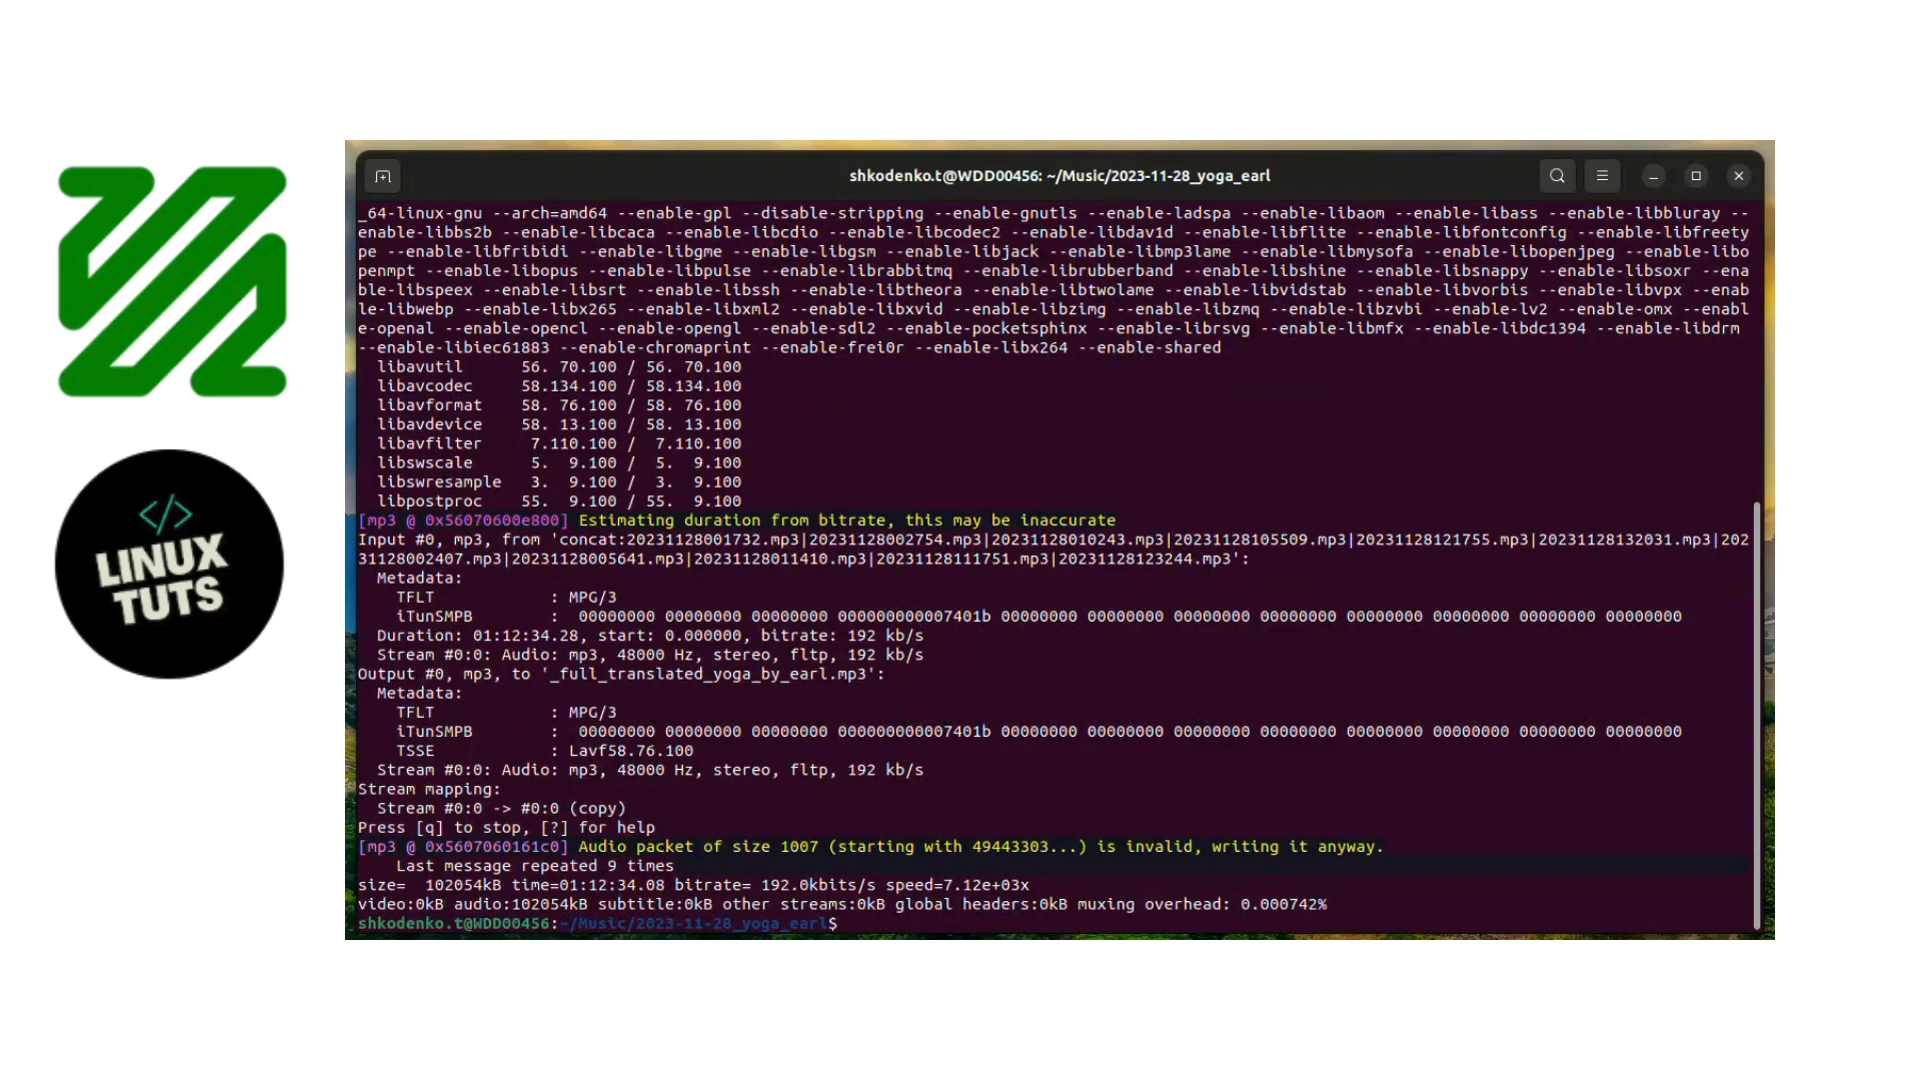 </>
LINUX
TUTS
shkodenko.t@WDD00456: ~/Music/2023-11-28_yoga_earl
_64-linux-gnu --arch=amd64 --enable-gpl --disable-stripping --enable-gnutls --enable-ladspa --enable-libaom --enable-libass --enable-libbluray --
enable-libbs2b --enable-libcaca --enable-libcdio --enable-libcodec2 --enable-libdav1d --enable-libflite --enable-libfontconfig --enable-libfreety
pe --enable-libfribidi --enable-libgme --enable-libgsm --enable-libjack --enable-libmp3lame --enable-libmysofa --enable-libopenjpeg --enable-libo
penmpt --enable-libopus --enable-libpulse --enable-librabbitmq --enable-librubberband --enable-libshine --enable-libsnappy --enable-libsoxr --ena
ble-libspeex --enable-libsrt --enable-libssh --enable-libtheora --enable-libtwolame --enable-libvidstab --enable-libvorbis --enable-libvpx --enab
le-libwebp --enable-libx265 --enable-libxml2 --enable-libxvid --enable-libzimg --enable-libzmq --enable-libzvbi --enable-lv2 --enable-omx --enabl
e-openal --enable-opencl --enable-opengl --enable-sdl2 --enable-pocketsphinx --enable-librsvg --enable-libmfx --enable-libdc1394 --enable-libdrm
--enable-libiec61883 --enable-chromaprint --enable-frei0r --enable-libx264 --enable-shared
libavutil 56. 70.100 / 56. 70.100
libavcodec 58.134.100 / 58.134.100
libavformat 58. 76.100 / 58. 76.100
libavdevice 58. 13.100 / 58. 13.100
libavfilter 7.110.100 / 7.110.100
libswscale 5. 9.100 / 5. 9.100
libswresample 3. 9.100 / 3. 9.100
libpostproc 55. 9.100 / 55. 9.100
[mp3 @ 0x56070600e800] Estimating duration from bitrate, this may be inaccurate
Input #0, mp3, from 'concat:20231128001732.mp3|20231128002754.mp3|20231128010243.mp3|20231128105509.mp3|20231128121755.mp3|20231128132031.mp3|202
31128002407.mp3|20231128005641.mp3|20231128011410.mp3|20231128111751.mp3|20231128123244.mp3':
Metadata:
TFLT : MPG/3
iTunSMPB : 00000000 00000000 00000000 000000000007401b 00000000 00000000 00000000 00000000 00000000 00000000 00000000 00000000
Duration: 01:12:34.28, start: 0.000000, bitrate: 192 kb/s
Stream #0:0: Audio: mp3, 48000 Hz, stereo, fltp, 192 kb/s
Output #0, mp3, to '_full_translated_yoga_by_earl.mp3':
Metadata:
TFLT : MPG/3
iTunSMPB : 00000000 00000000 00000000 000000000007401b 00000000 00000000 00000000 00000000 00000000 00000000 00000000 00000000
TSSE : Lavf58.76.100
Stream #0:0: Audio: mp3, 48000 Hz, stereo, fltp, 192 kb/s
Stream mapping:
Stream #0:0 -> #0:0 (copy)
Press [q] to stop, [?] for help
[mp3 @ 0x5607060161c0] Audio packet of size 1007 (starting with 49443303...) is invalid, writing it anyway.
Last message repeated 9 times
size= 102054kB time=01:12:34.08 bitrate= 192.0kbits/s speed=7.12e+03x
video:0kB audio:102054kB subtitle:0kB other streams:0kB global headers:0kB muxing overhead: 0.000742%
shkodenko.t@WDD00456:~/Music/2023-11-28_yoga_earl$